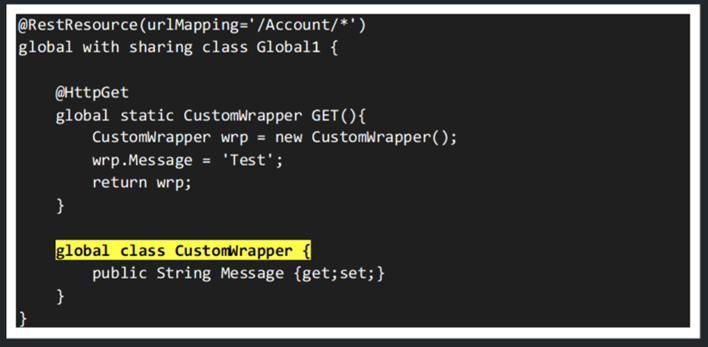 @RestResource(urlMapping='/Account/*')
global with sharing class Global1 {
@HttpGet
global static CustomWrapper GET(){
CustomWrapper wrp = new CustomWrapper();
wrp.Message = 'Test';
return wrp;
}
global class CustomWrapper {
public String Message {get;set;}
}
}